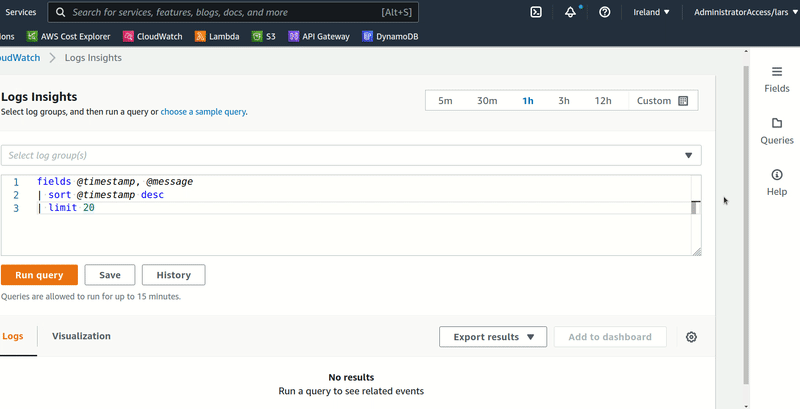 Services
Search for services, features, blogs, docs, and more
[Alt+S]
Ireland
AdministratorAccess/lars
ions
AWS Cost Explorer
CloudWatch
Lambda
S3
API Gateway
DynamoDB
oudWatch
Logs Insights
Logs Insights
Select log groups, and then run a query or choose a sample query.
5m 30m 1h 3h 12h Custom
Select log group(s)
1 fields @timestamp, @message
2 | sort @timestamp desc
3 | limit 20
Run query
Save
History
Queries are allowed to run for up to 15 minutes.
Logs
Visualization
Export results
Add to dashboard
No results
Run a query to see related events
Fields
Queries
Help